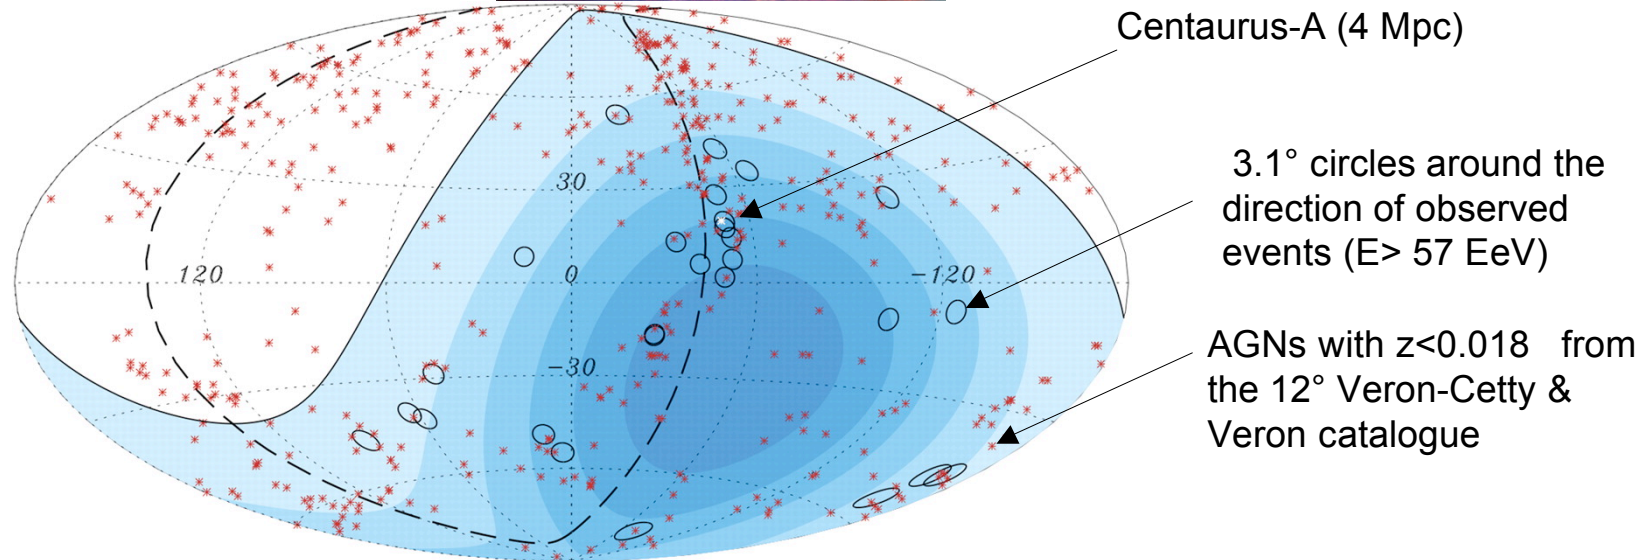 Centaurus-A (4 Mpc)
3.1° circles around the
direction of observed
events (E> 57 EeV)
30
120
0
−120
AGNs with z<0.018 from
the 12° Veron-Cetty &
Veron catalogue
−30